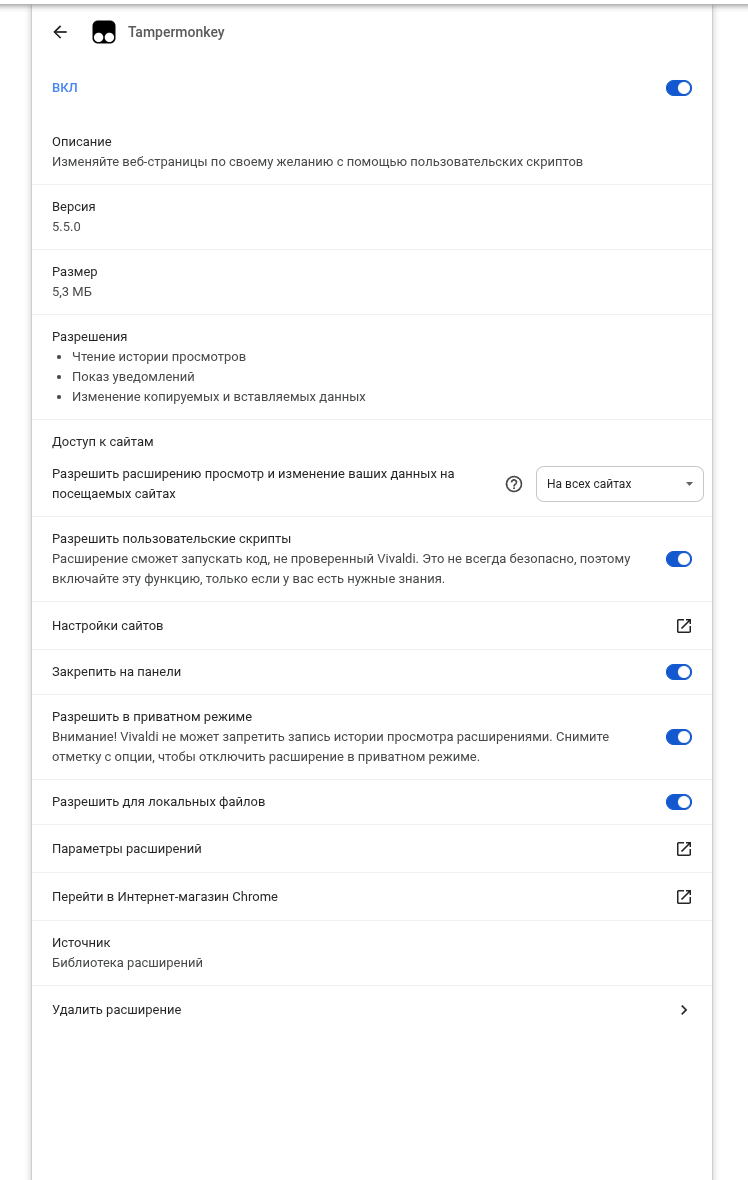 Tampermonkey
ВКЛ
Описание
Изменяйте веб-страницы по своему желанию с помощью пользовательских скриптов
Версия
5.5.0
Размер
5,3 МБ
Разрешения
Чтение истории просмотров
Показ уведомлений
Изменение копируемых и вставляемых данных
Доступ к сайтам
Разрешить расширению просмотр и изменение ваших данных на
посещаемых сайтах
На всех сайтах
Разрешить пользовательские скрипты
Расширение сможет запускать код, не проверенный Vivaldi. Это не всегда безопасно, поэтому
включайте эту функцию, только если у вас есть нужные знания.
Настройки сайтов
Закрепить на панели
Разрешить в приватном режиме
Внимание! Vivaldi не может запретить запись истории просмотра расширениями. Снимите
отметку с опции, чтобы отключить расширение в приватном режиме.
Разрешить для локальных файлов
Параметры расширений
Перейти в Интернет-магазин Chrome
Источник
Библиотека расширений
Удалить расширение